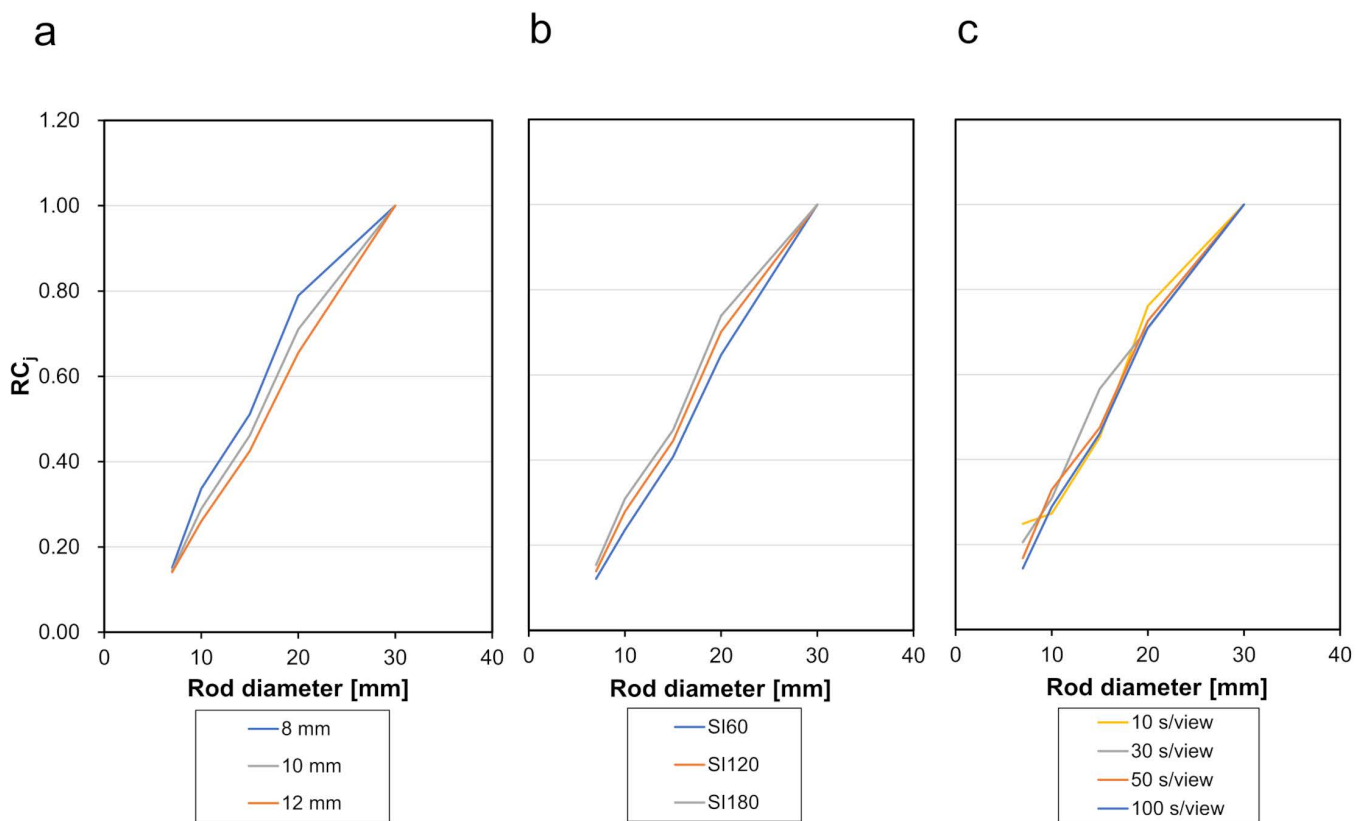 a
b
c
1.20
1.00
0.80
0.60
0.40
0.20
0.00
RCj
0 10 20 30 40
0 10 20 30 40
0 10 20 30 40
Rod diameter [mm]
Rod diameter [mm]
Rod diameter [mm]
8 mm
10 mm
12 mm
SI60
SI120
SI180
10 s/view
30 s/view
50 s/view
100 s/view